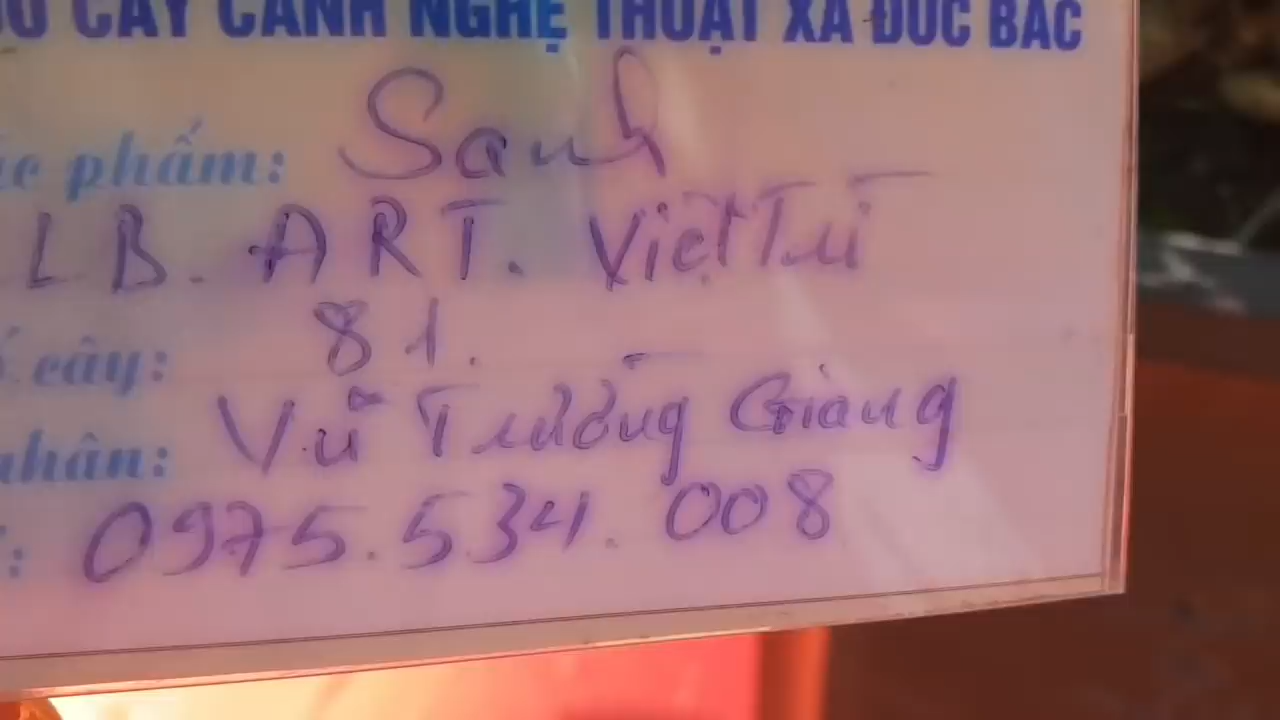 CÂY CẢNH NGHỆ THUẬT XÃ ĐỨC BÁC
phẩm: Sanh
LB. ART. Việt Trì
cây: 81.
nhân: Vũ Trường Giang
: 0975.534.008